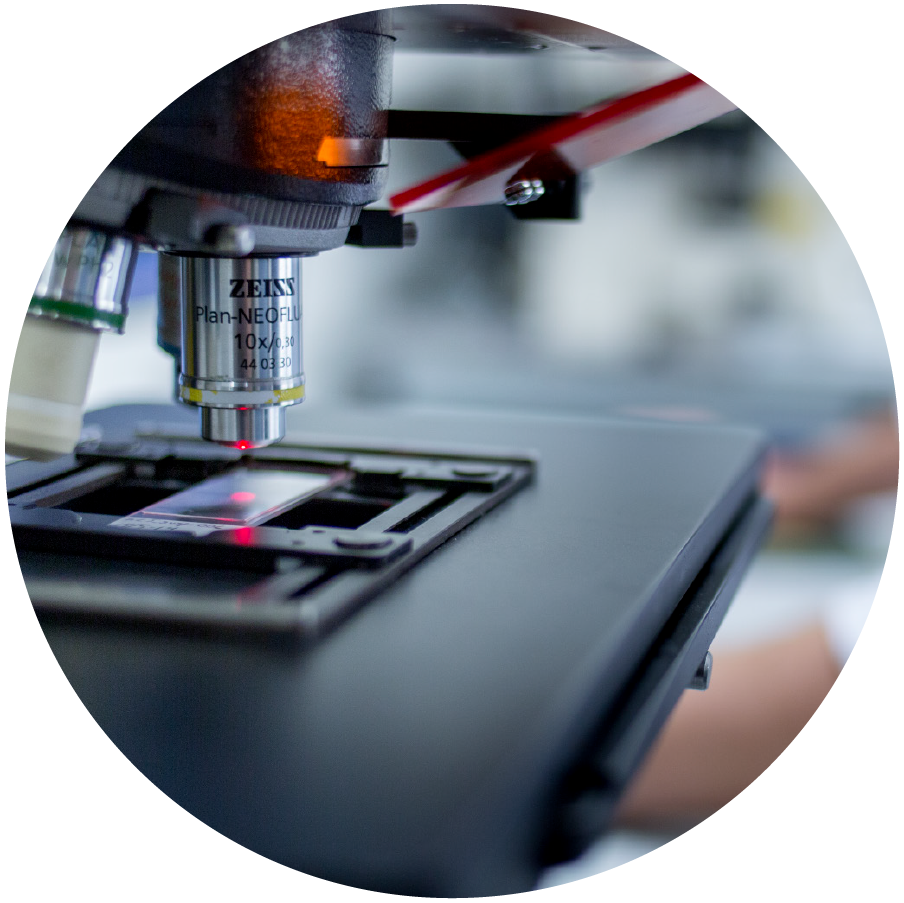 ZEISS
Plan-NEOFLU
10x/0,30
44 03 30